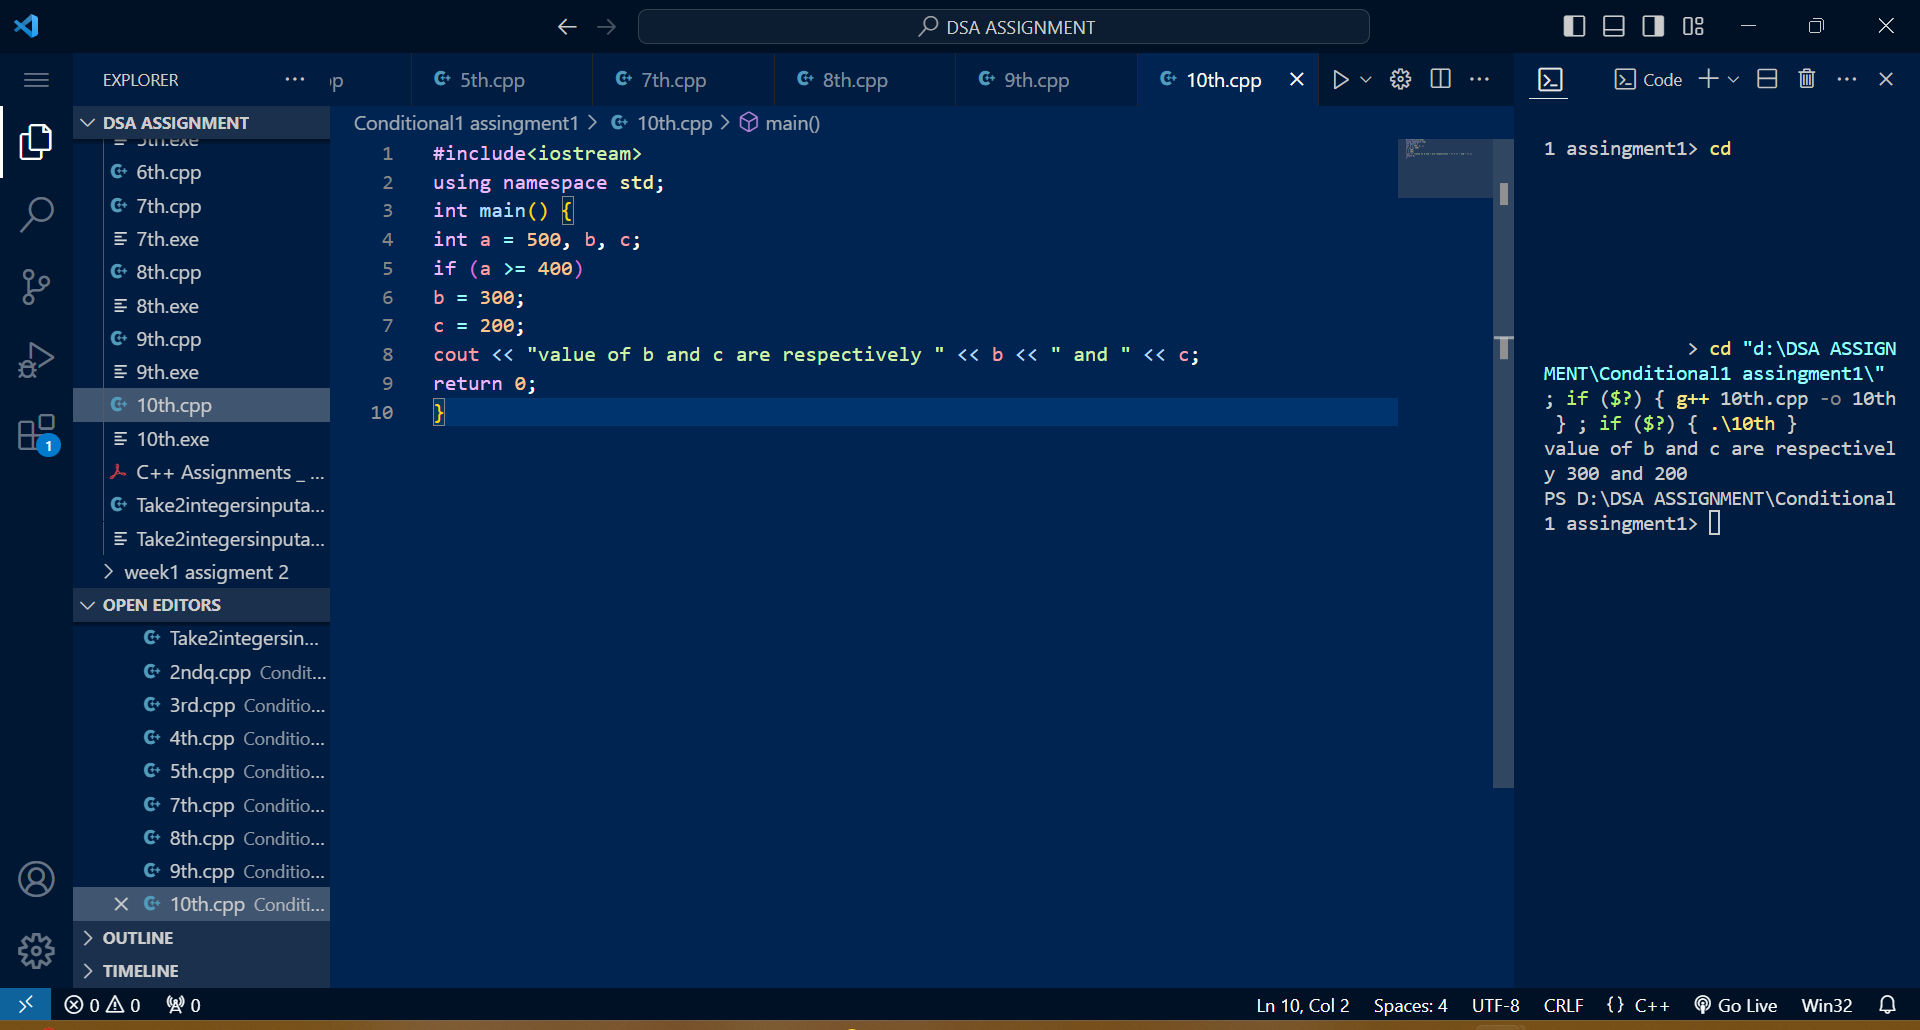 DSA ASSIGNMENT
EXPLORER
5th.cpp
7th.cpp
8th.cpp
9th.cpp
10th.cpp
Code
DSA ASSIGNMENT
5th.exe
6th.cpp
7th.cpp
7th.exe
8th.cpp
8th.exe
9th.cpp
9th.exe
10th.cpp
10th.exe
C++ Assignments _ ...
Take2integersinputa...
Take2integersinputa...
week1 assigment 2
OPEN EDITORS
Take2integersin...
2ndq.cpp Condit...
3rd.cpp Conditio...
4th.cpp Conditio...
5th.cpp Conditio...
7th.cpp Conditio...
8th.cpp Conditio...
9th.cpp Conditio...
10th.cpp Conditi...
OUTLINE
TIMELINE
Conditional1 assingment1 > 10th.cpp > main()
1 #include<iostream>
2 using namespace std;
3 int main() {
4 int a = 500, b, c;
5 if (a >= 400)
6 b = 300;
7 c = 200;
8 cout << "value of b and c are respectively " << b << " and " << c;
9 return 0;
10 }
1 assingment1> cd
> cd "d:\DSA ASSIGN
MENT\Conditional1 assingment1\"
; if ($?) { g++ 10th.cpp -o 10th
} ; if ($?) { .\10th }
value of b and c are respectivel
y 300 and 200
PS D:\DSA ASSIGNMENT\Conditional
1 assingment1>
1
0 0 0
Ln 10, Col 2 Spaces: 4 UTF-8 CRLF {} C++ Go Live Win32